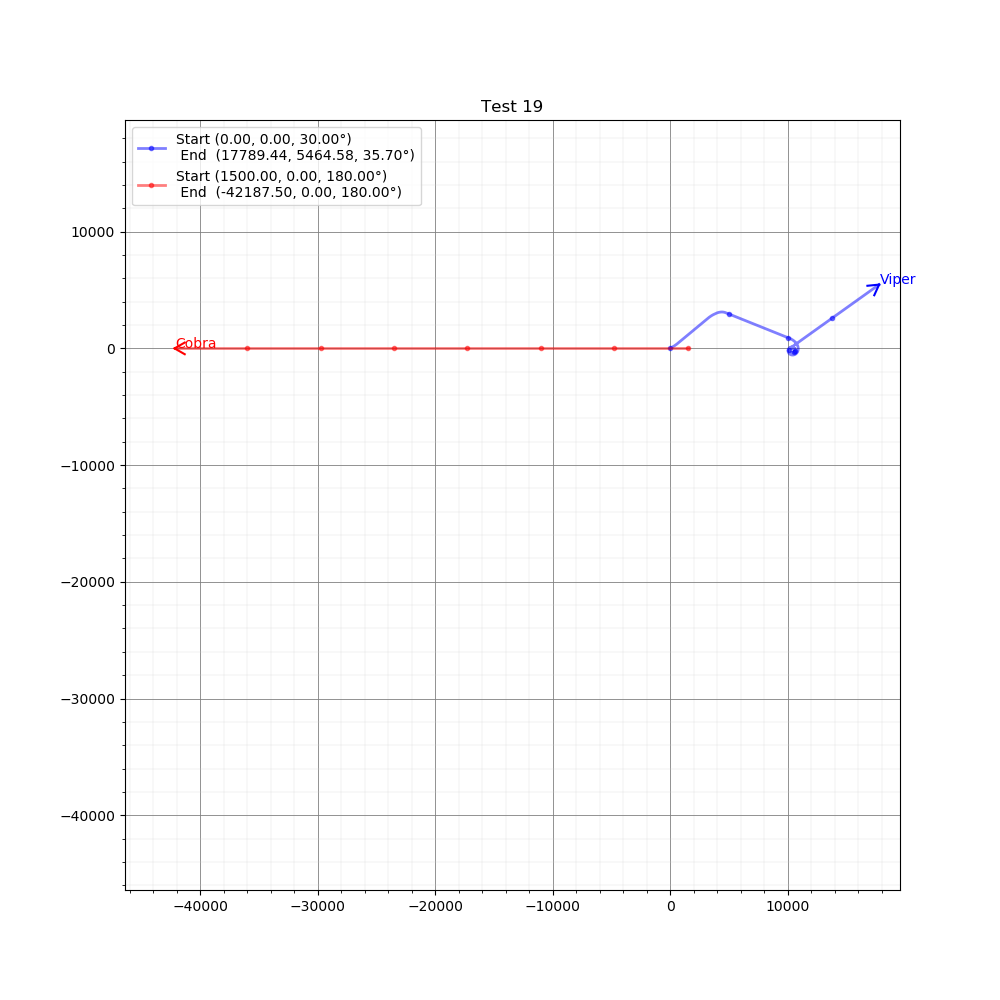 Test 19
Start (0.00, 0.00, 30.00°)
End  (17789.44, 5464.58, 35.70°)
Start (1500.00, 0.00, 180.00°)
End  (-42187.50, 0.00, 180.00°)
10000
0
−10000
−20000
−30000
−40000
Viper
Cobra
−40000
−30000
−20000
−10000
0
10000